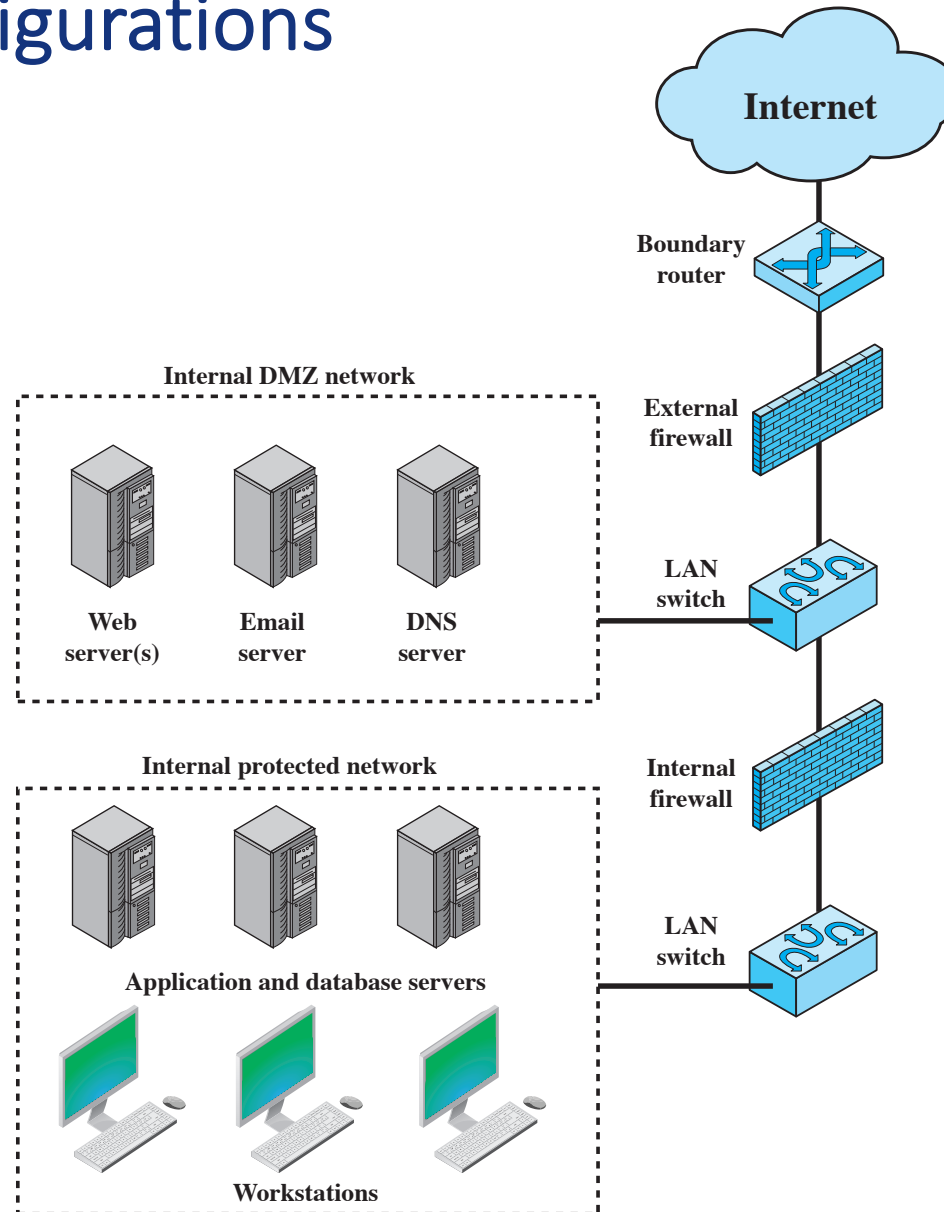 igurations
Internet
Boundary
router
Internal DMZ network
External
firewall
LAN
switch
Web
server(s)
Email
server
DNS
server
Internal protected network
Internal
firewall
LAN
switch
Application and database servers
Workstations